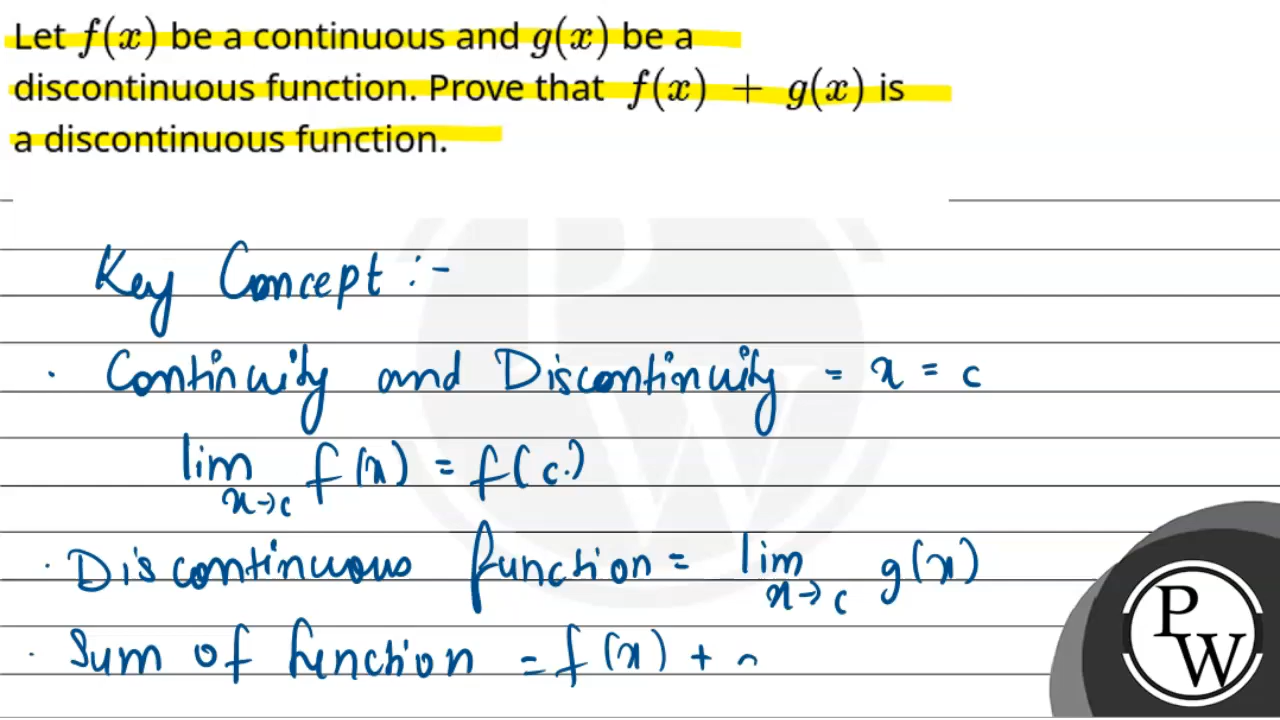 Let f(x) be a continuous and g(x) be a
discontinuous function. Prove that f(x) + g(x) is
a discontinuous function.
Key Concept :-
· Continuity and Discontinuity - x = c
lim x→c f(x) = f(c)
· Discontinuous function = lim x→c g(x)
· Sum of function = f(x) +
P
W